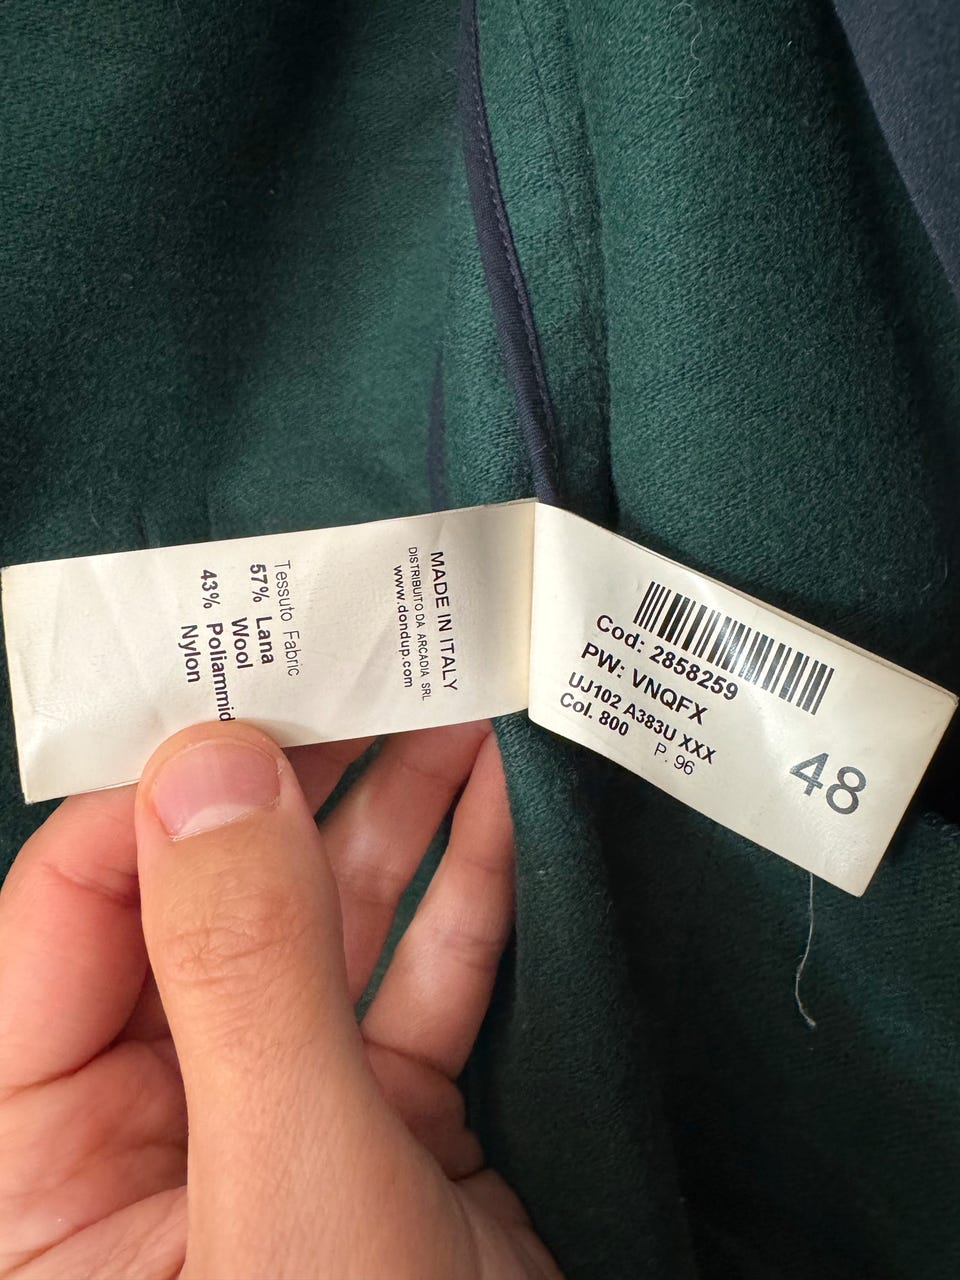 MADE IN ITALY
DISTRIBUITO DA ARCADIA SRL
www.dondup.com
Tessuto Fabric
57% Lana
Wool
43% Poliammid
Nylon
Cod: 2858259
PW: VNQFX
UJ102 A383U XXX
Col. 800
P. 96
48